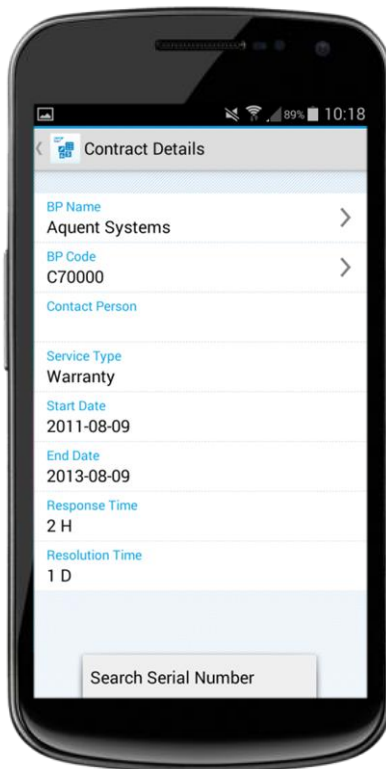 89% 10:18
Contract Details
BP Name
Aquent Systems
BP Code
C70000
Contact Person
Service Type
Warranty
Start Date
2011-08-09
End Date
2013-08-09
Response Time
2 H
Resolution Time
1 D
Search Serial Number